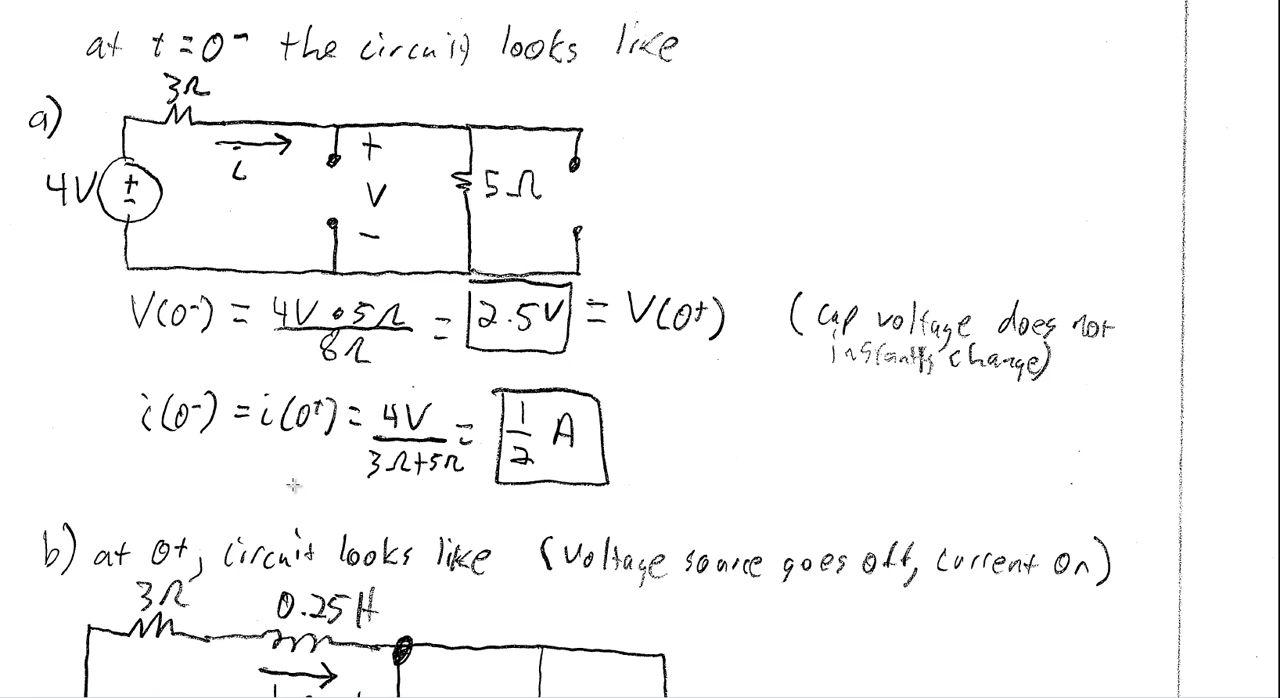 at t=0⁻ the circuit looks like
3Ω
a)
i
+
V
−
4V
+
-
5Ω
V(0⁻) = 4V•5Ω / 8Ω = 2.5V = V(0⁺) (cap voltage does not
instantly change)
i(0⁻) = i(0⁺) = 4V / 3Ω+5Ω = 1/2 A
b) at 0+, circuit looks like (voltage source goes off, current on)
3Ω
0.25H